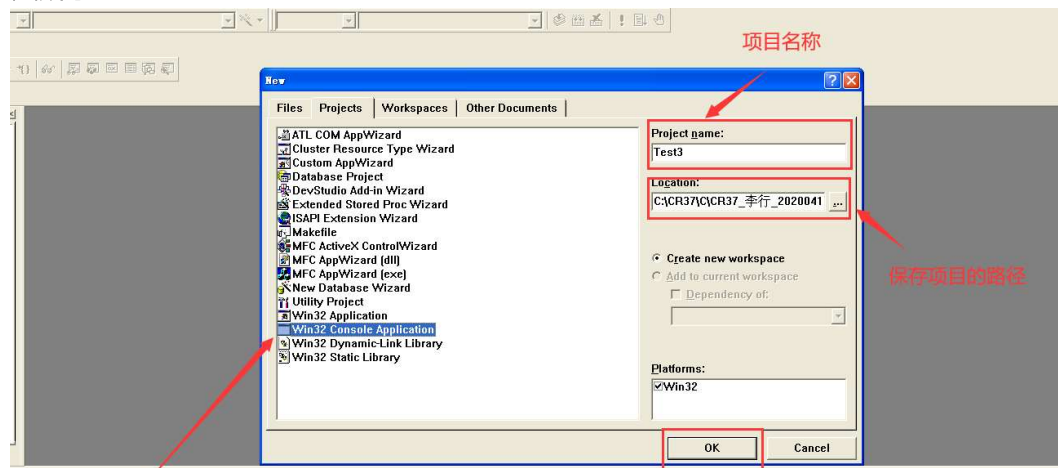 项目名称
New
Files Projects Workspaces Other Documents
ATL COM AppWizard
Cluster Resource Type Wizard
Custom AppWizard
Database Project
DevStudio Add-in Wizard
Extended Stored Proc Wizard
ISAPI Extension Wizard
Makefile
MFC ActiveX ControlWizard
MFC AppWizard (dll)
MFC AppWizard (exe)
New Database Wizard
Utility Project
Win32 Application
Win32 Console Application
Win32 Dynamic-Link Library
Win32 Static Library
Project name:
Test3
Location:
C:\CR37\C\CR37_李行_2020041
...
Create new workspace
Add to current workspace
Dependency of:
保存项目的路径
Platforms:
Win32
OK Cancel